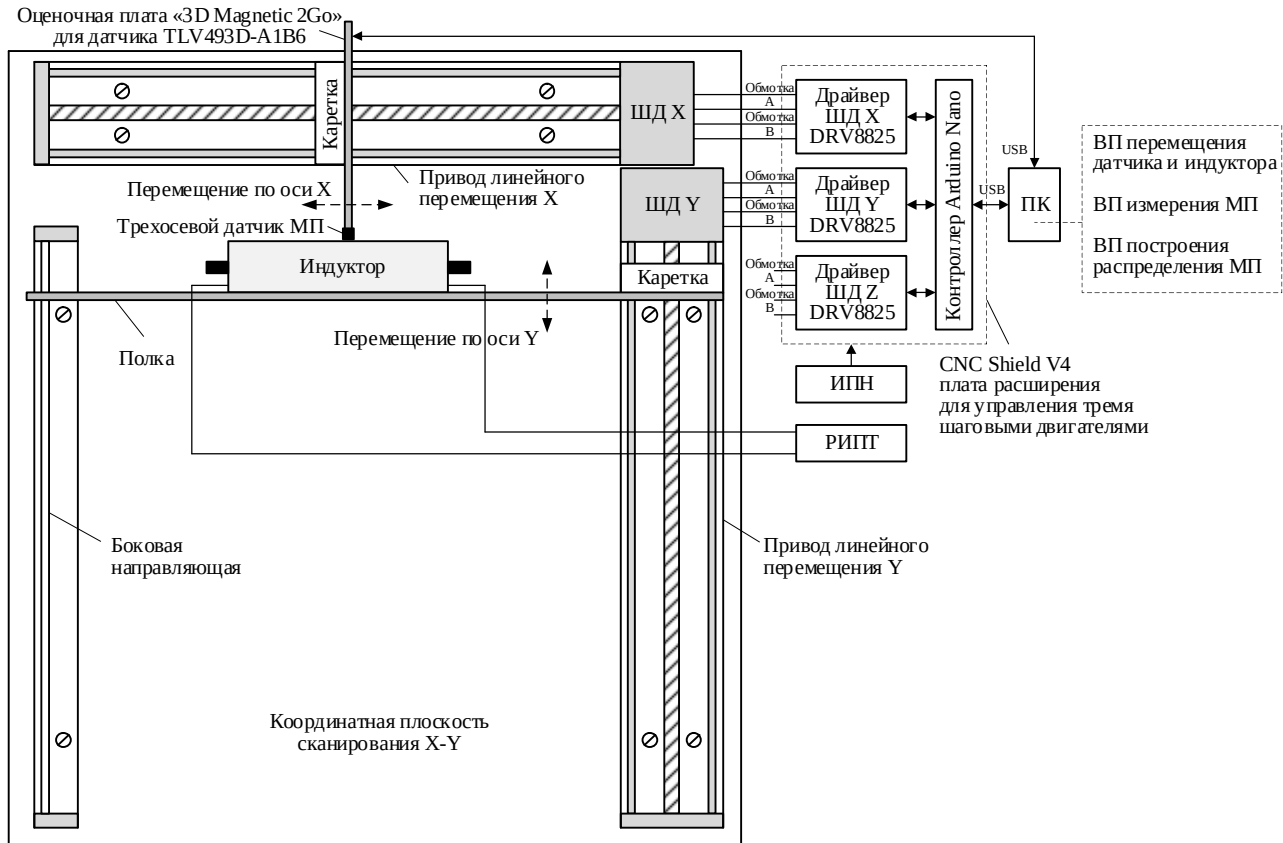 Оценочная плата «3D Magnetic 2Go»
для датчика TLV493D-A1B6
Каретка
ШД X
Перемещение по оси X
Привод линейного
перемещения X
Трехосевой датчик МП
Индуктор
ШД Y
Каретка
Полка
Перемещение по оси Y
Обмотка
A
Обмотка
B
Драйвер
ШД X
DRV8825
Обмотка
A
Обмотка
B
Драйвер
ШД Y
DRV8825
Обмотка
A
Обмотка
B
Драйвер
ШД Z
DRV8825
Контроллер Arduino Nano
USB
USB
ПК
ВП перемещения
датчика и индуктора
ВП измерения МП
ВП построения
распределения МП
ИПН
РИПТ
CNC Shield V4
плата расширения
для управления тремя
шаговыми двигателями
Боковая
направляющая
Привод линейного
перемещения Y
Координатная плоскость
сканирования X-Y